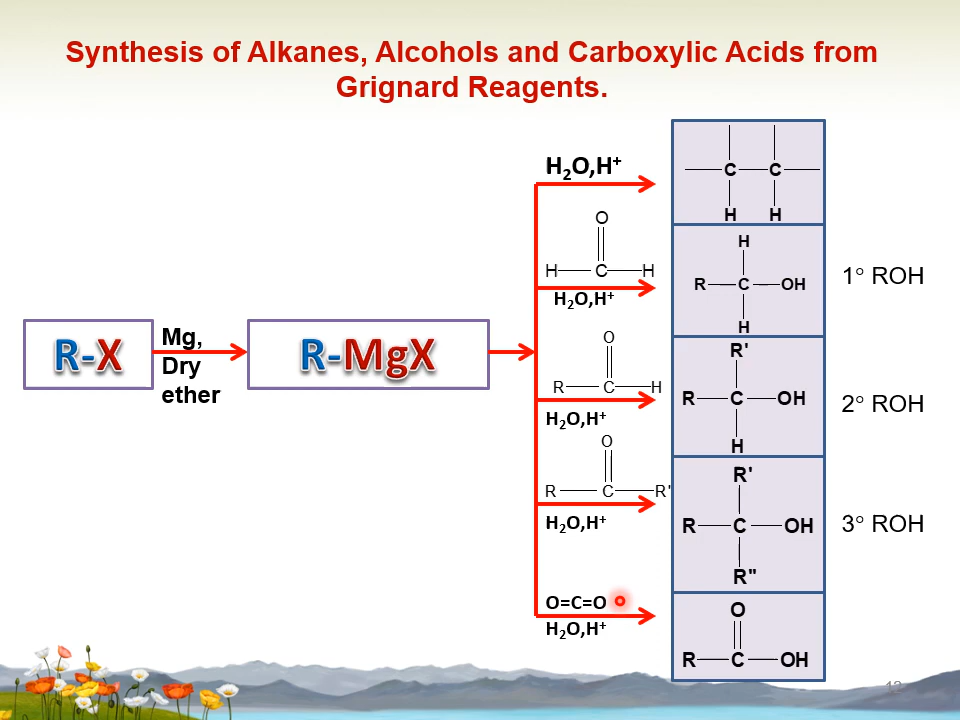 Synthesis of Alkanes, Alcohols and Carboxylic Acids from
Grignard Reagents.
R-X
Mg,
Dry
ether
R-MgX
H₂O,H⁺
C C
H H
O
H C H
H₂O,H⁺
H
R C OH
H
1° ROH
O
R C H
H₂O,H⁺
R'
R C OH
H
2° ROH
O
R C R'
H₂O,H⁺
R'
R C OH
R"
3° ROH
O=C=O
H₂O,H⁺
O
R C OH
12